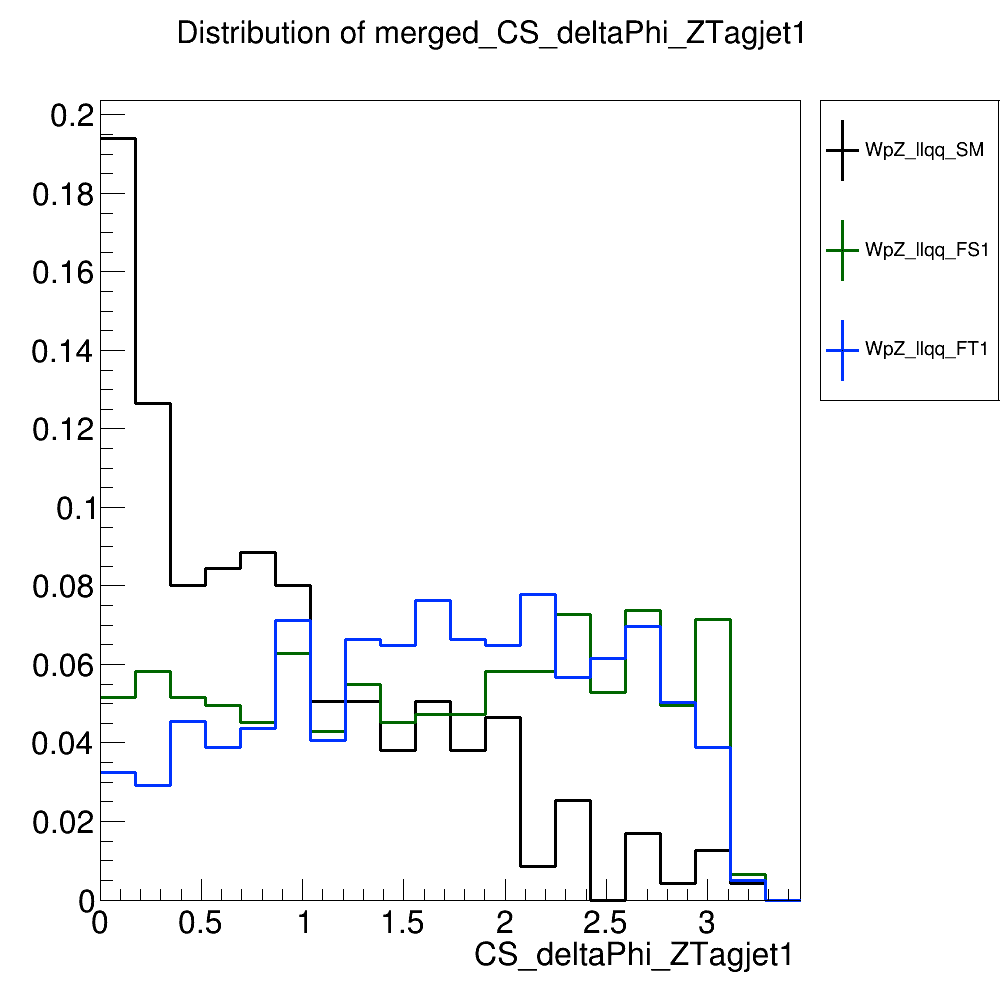 Distribution of merged_CS_deltaPhi_ZTagjet1
0.2
0.18
0.16
0.14
0.12
0.1
0.08
0.06
0.04
0.02
0
0 0.5 1 1.5 2 2.5 3
CS_deltaPhi_ZTagjet1
WpZ_llqq_SM
WpZ_llqq_FS1
WpZ_llqq_FT1